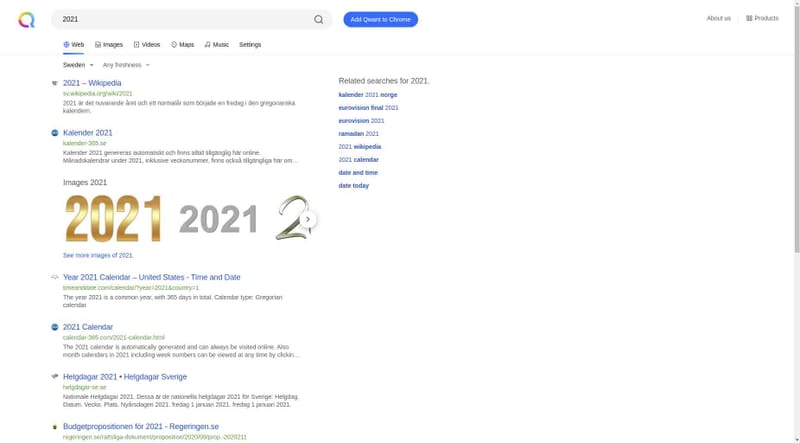 2021
Add Qwant to Chrome
About us
Products
Web
Images
Videos
Maps
Music
Settings
Sweden
Any freshness
2021 – Wikipedia
sv.wikipedia.org/wiki/2021
2021 är det nuvarande året och ett normalår som började en fredag i den gregorianska
kalendern.
Kalender 2021
kalender-365.se
Kalender 2021 genereras automatiskt och finns alltid tillgänglig här online.
Månadskalendrar under 2021, inklusive veckonummer, finns också tillgängliga här om…
Images 2021
2021
2021
2
See more images of 2021.
Year 2021 Calendar – United States - Time and Date
timeanddate.com/calendar/?year=2021&country=1
The year 2021 is a common year, with 365 days in total. Calendar type: Gregorian
calendar
2021 Calendar
calendar-365.com/2021-calendar.html
The 2021 calendar is automatically generated and can always be visited online. Also
month calendars in 2021 including week numbers can be viewed at any time by clickin…
Helgdagar 2021 • Helgdagar Sverige
helgdagar-se.se
Nationale Helgdagar 2021. Dessa är de nationella helgdagar 2021 för Sverige: Helgdag.
Datum. Vecko. Plats. Nyårsdagen 2021. fredag 1 januari 2021. fredag 1 januari 2021.
Budgetpropositionen för 2021 - Regeringen.se
regeringen.se/rattsliga-dokument/proposition/2020/09/prop.-2020211
Related searches for 2021.
kalender 2021 norge
eurovision final 2021
eurovision 2021
ramadan 2021
2021 wikipedia
2021 calendar
date and time
date today